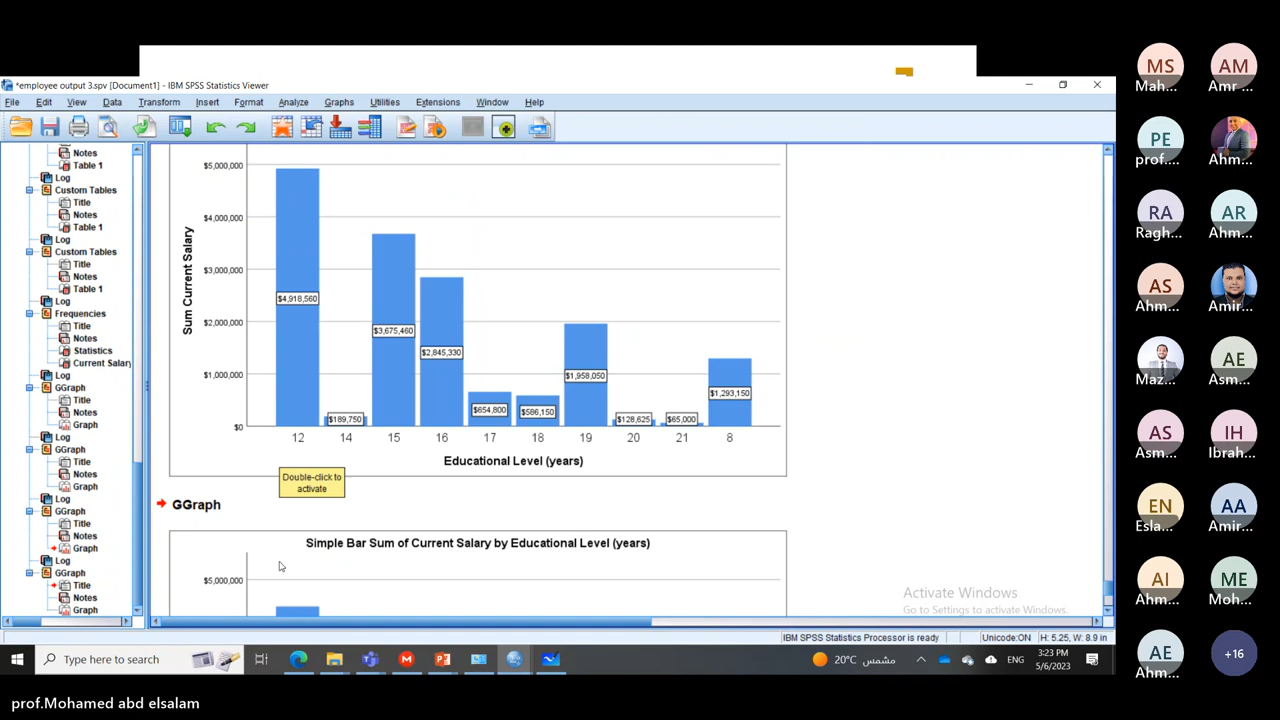 *employee output 3.spv [Document1] - IBM SPSS Statistics Viewer
File Edit View Data Transform Insert Format Analyze Graphs Utilities Extensions Window Help
Notes
Table 1
Log
Custom Tables
Title
Notes
Table 1
Log
Custom Tables
Title
Notes
Table 1
Log
Frequencies
Title
Notes
Statistics
Current Salary
Log
GGraph
Title
Notes
Graph
Log
GGraph
Title
Notes
Graph
Log
GGraph
Title
Notes
Graph
Log
GGraph
Title
Notes
Graph
Sum Current Salary
$5,000,000
$4,000,000
$3,000,000
$2,000,000
$1,000,000
$0
$4,918,560
$189,750
$3,675,460
$2,845,330
$654,800
$586,150
$1,958,050
$128,625
$65,000
$1,293,150
12 14 15 16 17 18 19 20 21 8
Educational Level (years)
Double-click to
activate
GGraph
Simple Bar Sum of Current Salary by Educational Level (years)
$5,000,000
Activate Windows
Go to Settings to activate Windows.
IBM SPSS Statistics Processor is ready
Unicode:ON
H: 5.25, W: 8.9 in
Type here to search
20°C مشمس
ENG
3:23 PM
5/6/2023
prof.Mohamed abd elsalam
MS
Mah...
AM
Amr ...
PE
prof....
Ahm...
RA
Ragh...
AR
Ahm...
AS
Ahm...
Amir...
Maz...
AE
Asm...
AS
Asm...
IH
Ibrah...
EN
Esla...
AA
Amir...
AI
Ahm...
ME
Moh...
AE
Ahm...
+16